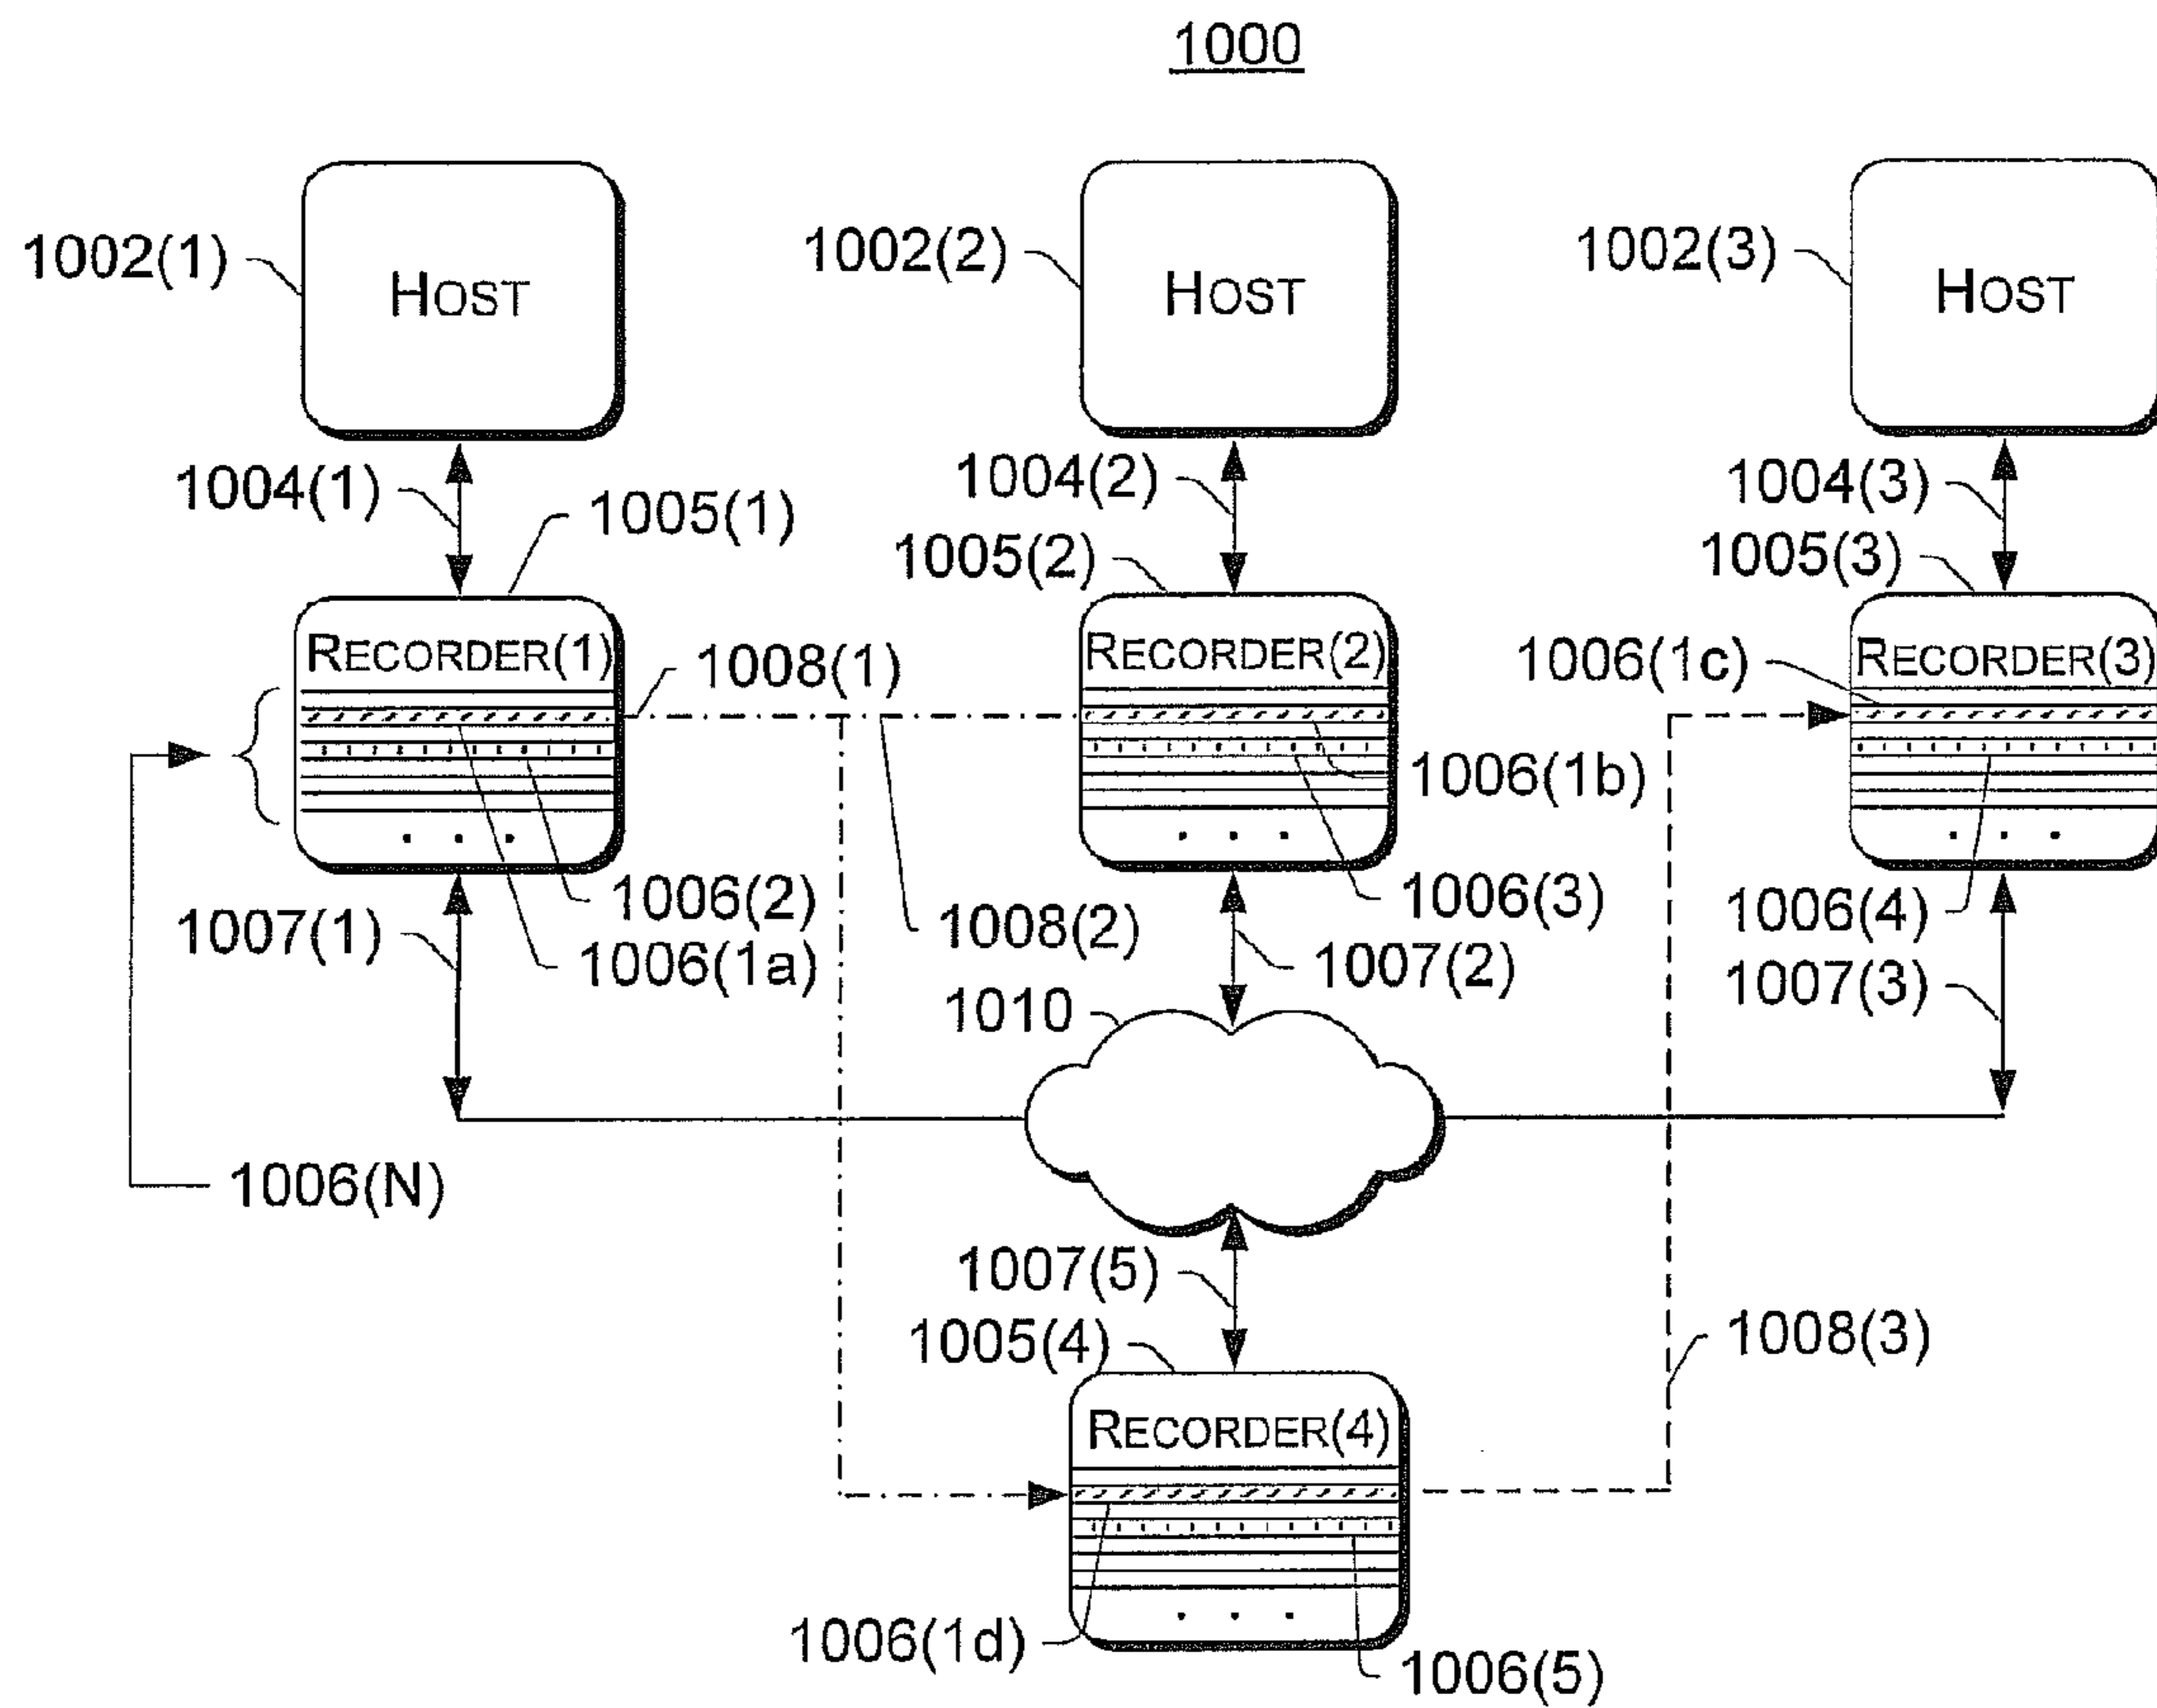 1000
1002(1)
HOST
1002(2)
HOST
1002(3)
HOST
1004(1)
1005(1)
1004(2)
1005(2)
1004(3)
1005(3)
RECORDER(1)
1008(1)
RECORDER(2)
1006(1c)
RECORDER(3)
. . .
1006(1b)
. . .
. . .
1006(2)
1006(3)
1006(4)
1007(1)
1006(1a)
1008(2)
1007(2)
1007(3)
1010
1006(N)
1007(5)
1005(4)
1008(3)
RECORDER(4)
. . .
1006(1d)
1006(5)